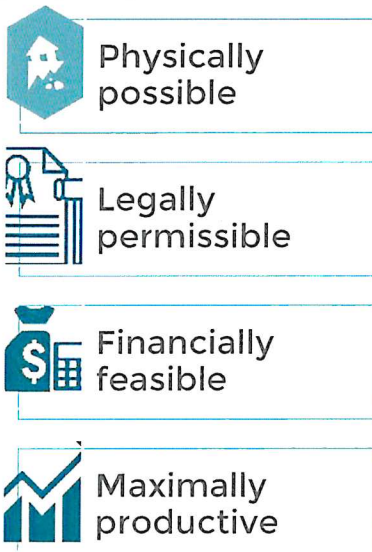 Physically
possible
Legally
permissible
$
Financially
feasible
Maximally
productive